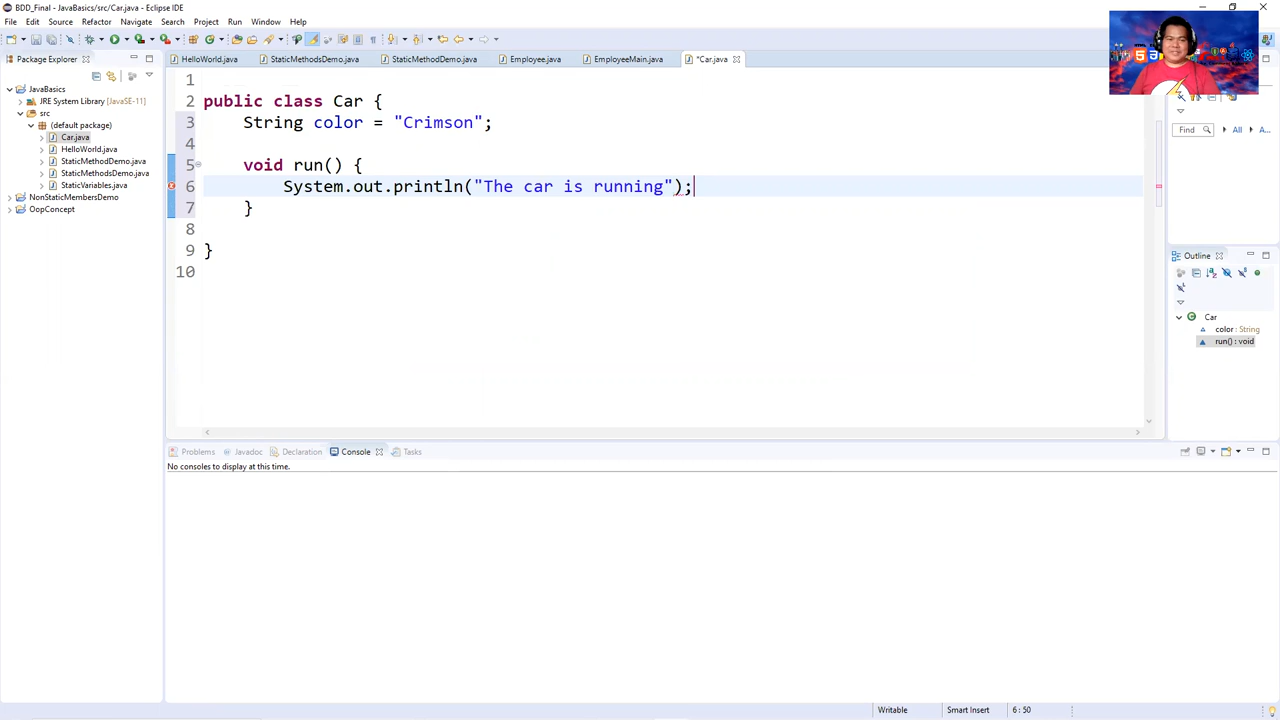 BDD_Final - JavaBasics/src/Car.java - Eclipse IDE
File Edit Source Refactor Navigate Search Project Run Window Help
Package Explorer
HelloWorld.java StaticMethodsDemo.java StaticMethodDemo.java Employee.java EmployeeMain.java *Car.java
JavaBasics
JRE System Library [JavaSE-11]
src
(default package)
Car.java
HelloWorld.java
StaticMethodDemo.java
StaticMethodsDemo.java
StaticVariables.java
NonStaticMembersDemo
OopConcept
1
2 public class Car {
3 String color = "Crimson";
4
5 void run() {
6 System.out.println("The car is running");
7 }
8
9 }
10
Find All
Outline
Car
color : String
run() : void
Problems Javadoc Declaration Console Tasks
No consoles to display at this time.
Writable Smart Insert 6 : 50